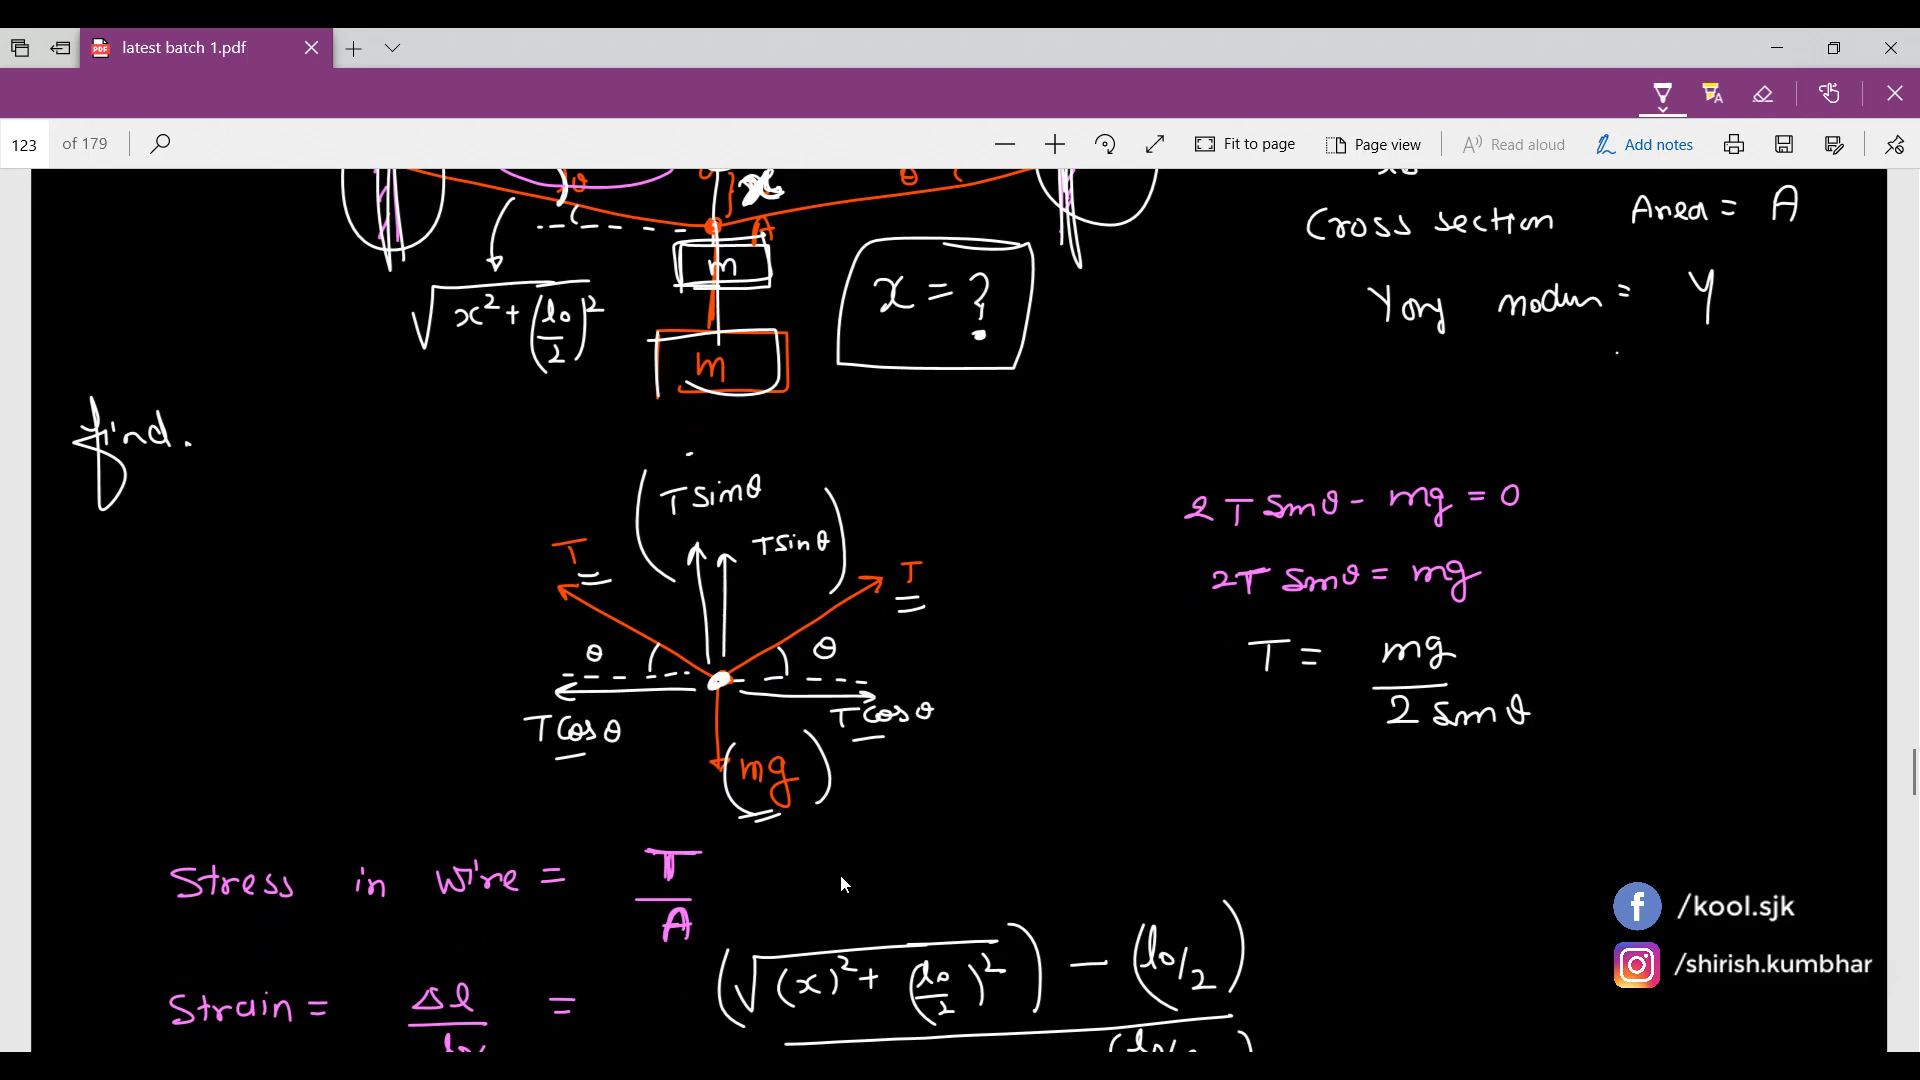 latest batch 1.pdf
123 of 179
Fit to page
Page view
Read aloud
Add notes
θ
x
θ
A
Cross section Area = A
m
x = ?
√x² + (l₀/2)²
Y =
m
find.
T sinθ
T sinθ
T
T
θ
θ
T cosθ
T cosθ
mg
2T sinθ - mg = 0
2T sinθ = mg
T = mg/2 sinθ
Stress in wire = T/A
Strain = Δl/l₀ = (√(x)² + (l₀/2)²) - (l₀/2)
/kool.sjk
/shirish.kumbhar